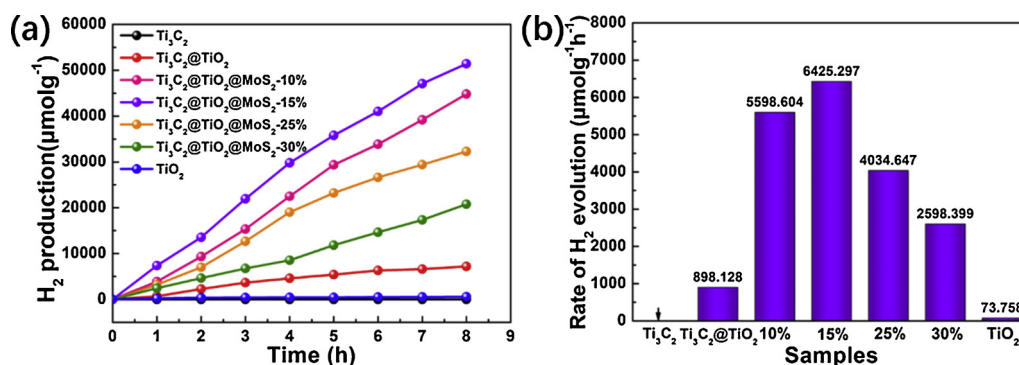 (a)
H₂ production(μmolg⁻¹)
60000
50000
40000
30000
20000
10000
0
Ti₃C₂
Ti₃C₂@TiO₂
Ti₃C₂@TiO₂@MoS₂-10%
Ti₃C₂@TiO₂@MoS₂-15%
Ti₃C₂@TiO₂@MoS₂-25%
Ti₃C₂@TiO₂@MoS₂-30%
TiO₂
0 1 2 3 4 5 6 7 8 9
Time (h)
(b)
Rate of H₂ evolution (μmolg⁻¹h⁻¹)
8000
7000
6000
5000
4000
3000
2000
1000
0
898.128
5598.604
6425.297
4034.647
2598.399
73.758
Ti₃C₂ Ti₃C₂@TiO₂ 10% 15% 25% 30% TiO₂
Samples